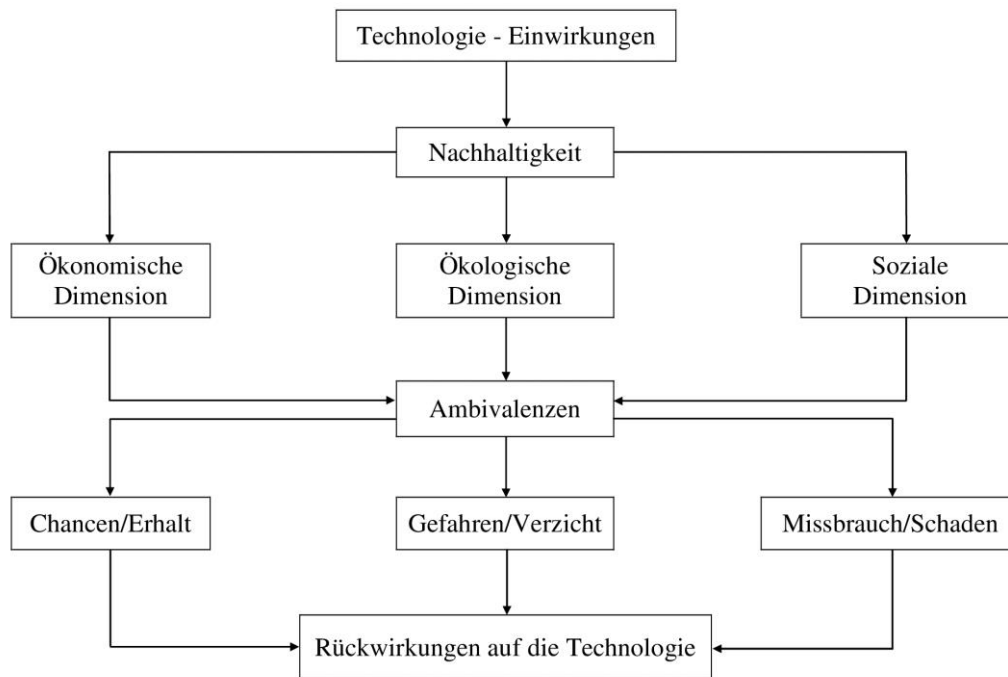 Technologie - Einwirkungen
Nachhaltigkeit
Ökonomische
Dimension
Ökologische
Dimension
Soziale
Dimension
Ambivalenzen
Chancen/Erhalt
Gefahren/Verzicht
Missbrauch/Schaden
Rückwirkungen auf die Technologie